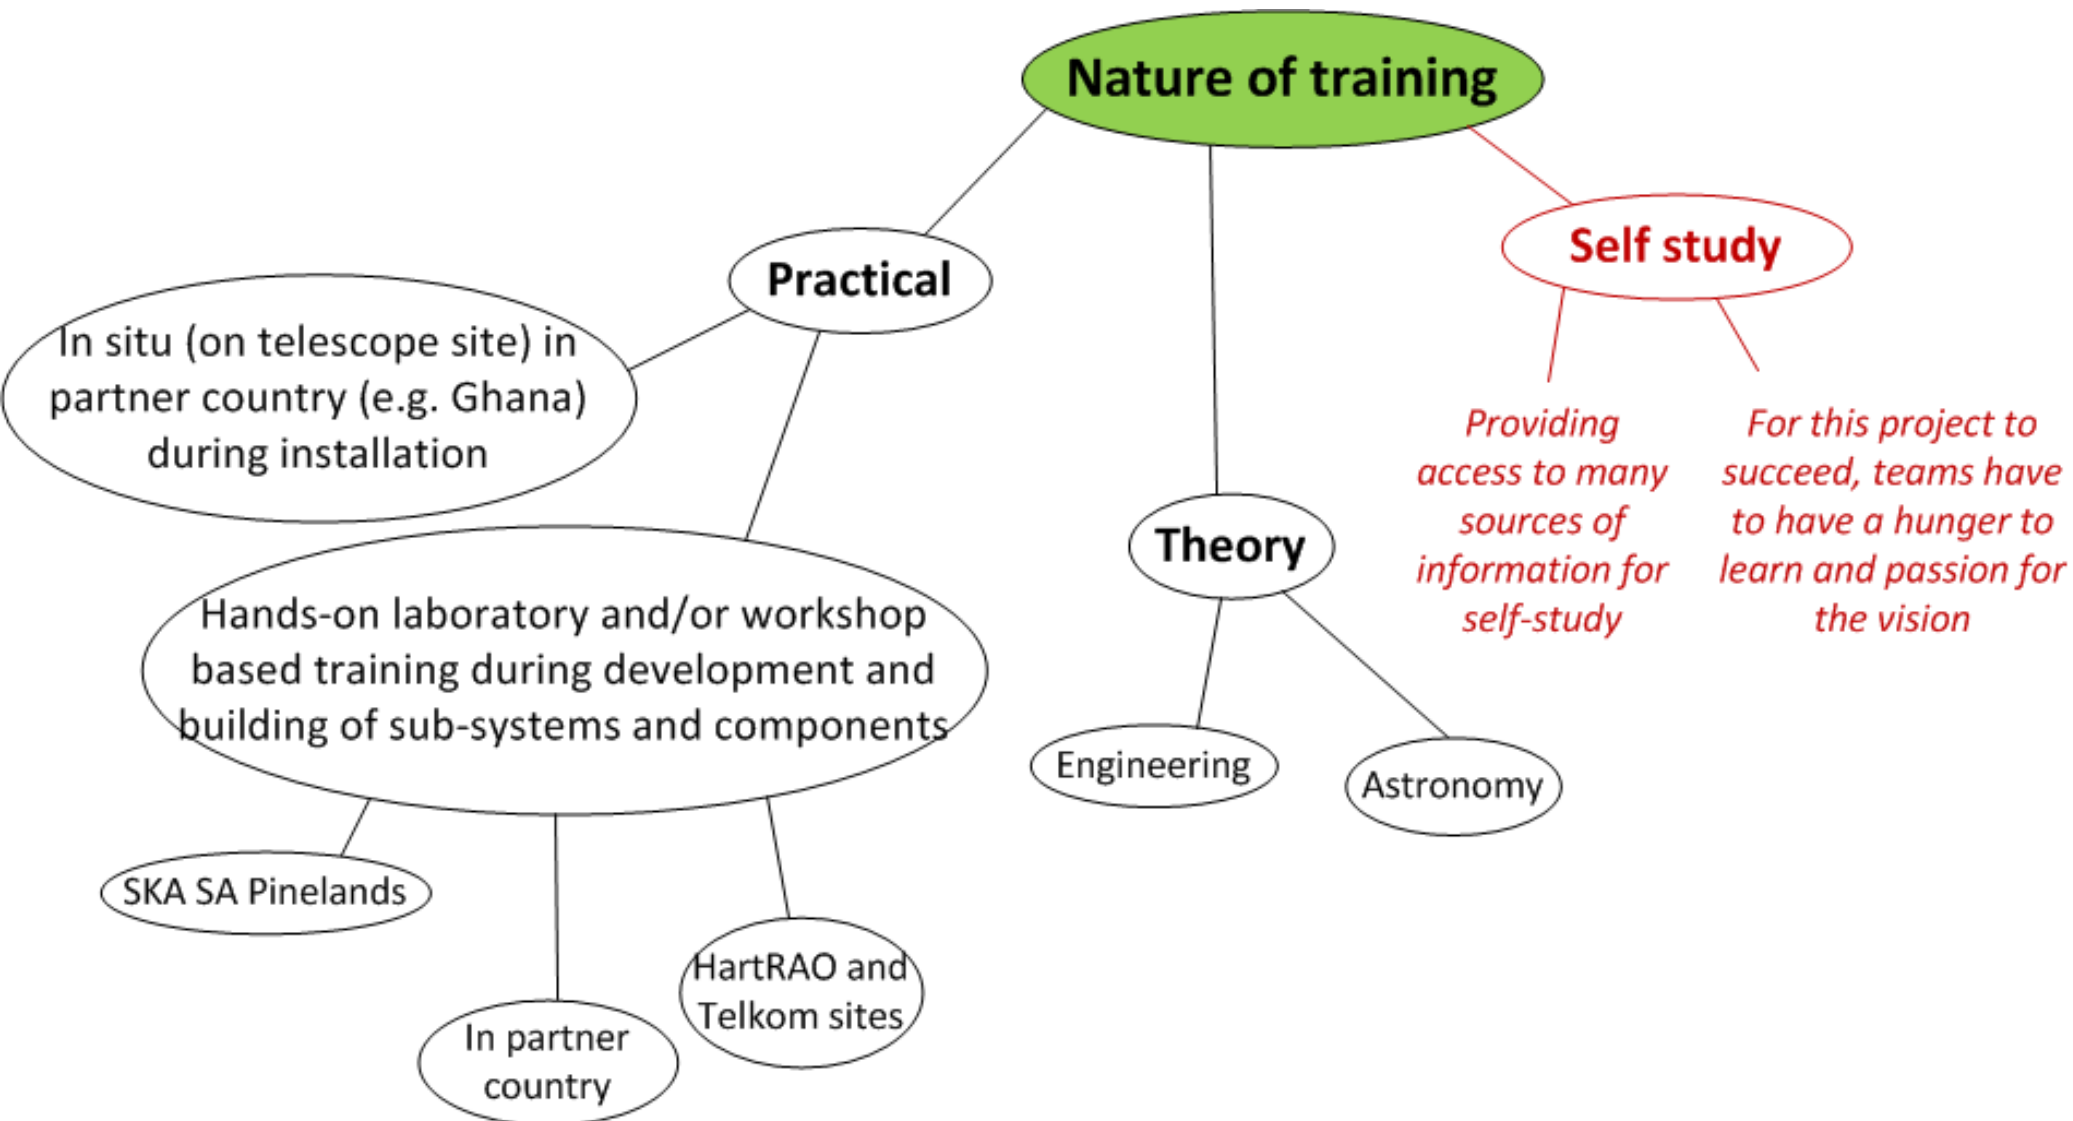 Nature of training
Practical
Self study
In situ (on telescope site) in
partner country (e.g. Ghana)
during installation
Hands-on laboratory and/or workshop
based training during development and
building of sub-systems and components
SKA SA Pinelands
In partner
country
HartRAO and
Telkom sites
Theory
Engineering
Astronomy
Providing
access to many
sources of
information for
self-study
For this project to
succeed, teams have
to have a hunger to
learn and passion for
the vision